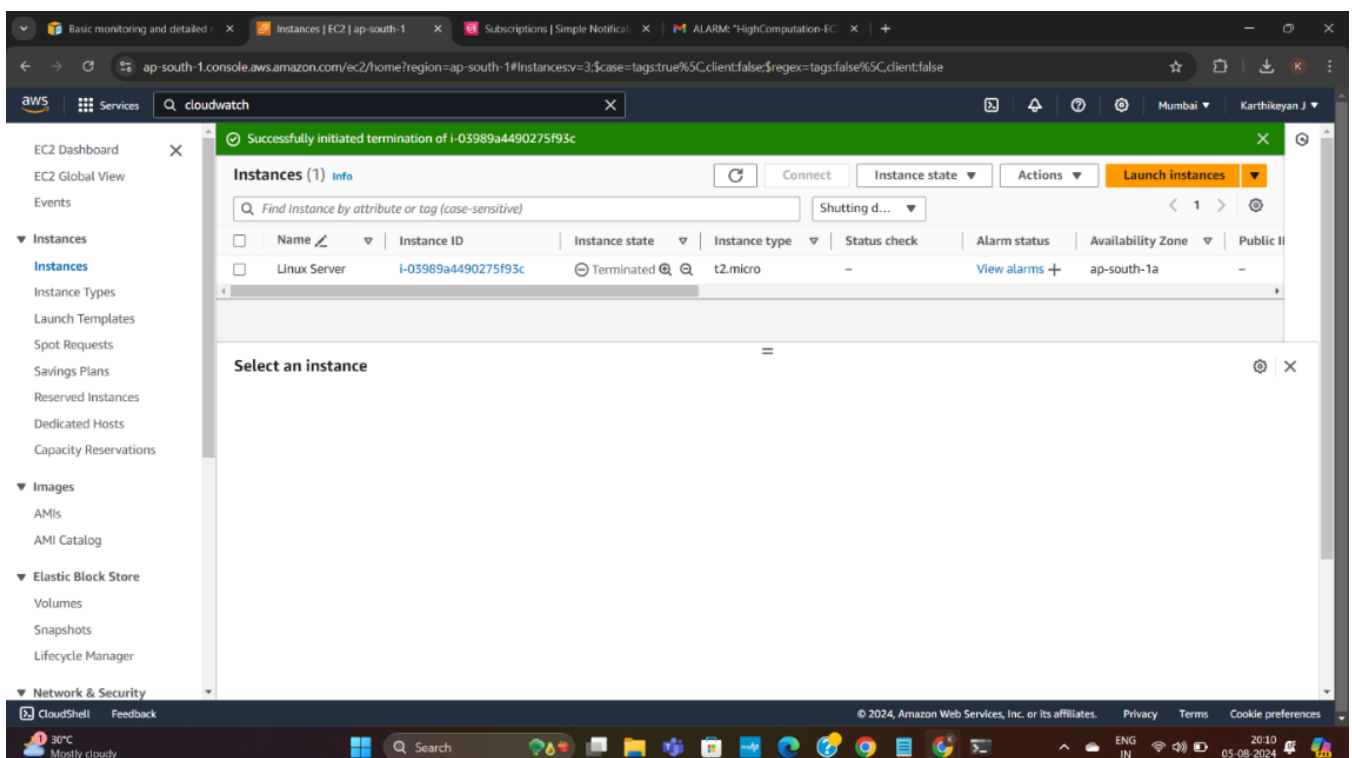 Basic monitoring and detailed
Instances | EC2 | ap-south-1
Subscriptions | Simple Notificat
ALARM: "HighComputation-EC
ap-south-1.console.aws.amazon.com/ec2/home?region=ap-south-1#Instances:v=3;$case=tags:true%5C,client:false;$regex=tags:false%5C,client:false
K
aws
Services
cloudwatch
Mumbai
Karthikeyan J
EC2 Dashboard
EC2 Global View
Events
Instances
Instances
Instance Types
Launch Templates
Spot Requests
Savings Plans
Reserved Instances
Dedicated Hosts
Capacity Reservations
Images
AMIs
AMI Catalog
Elastic Block Store
Volumes
Snapshots
Lifecycle Manager
Network & Security
Successfully initiated termination of i-03989a4490275f93c
Instances (1) Info
Connect
Instance state
Actions
Launch instances
Find Instance by attribute or tag (case-sensitive)
Shutting d...
1
Name Instance ID Instance state Instance type Status check Alarm status Availability Zone Public I
Linux Server i-03989a4490275f93c Terminated t2.micro – View alarms + ap-south-1a –
Select an instance
CloudShell Feedback
© 2024, Amazon Web Services, Inc. or its affiliates. Privacy Terms Cookie preferences
1
30°C
Mostly cloudy
Search
ENG
IN
20:10
05-08-2024